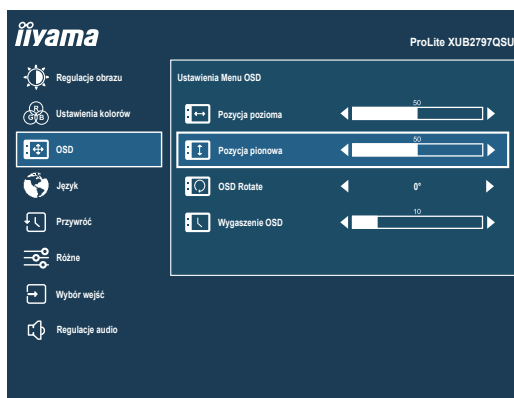 iiyama
ProLite XUB2797QSU
Regulacje obrazu
Ustawienia kolorów
R
G B
OSD
Język
Przywróć
Różne
Wybór wejść
Regulacje audio
Ustawienia Menu OSD
Pozycja pozioma
50
Pozycja pionowa
50
OSD Rotate
0°
Wygaszenie OSD
10